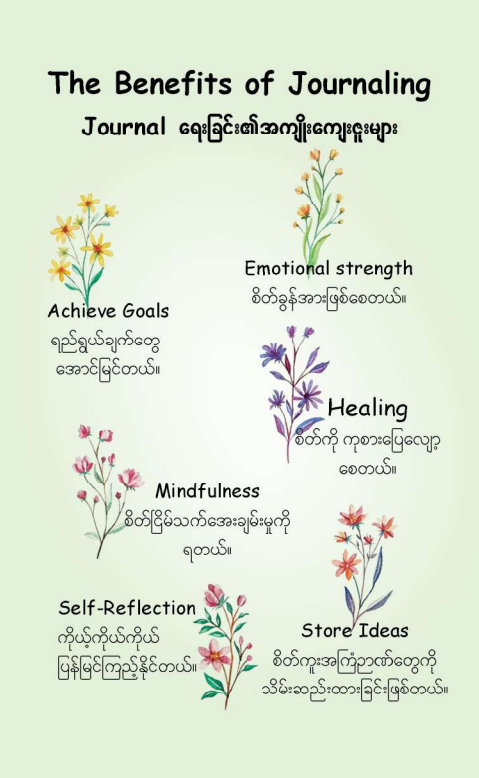 The Benefits of Journaling
Journal ရေးခြင်း၏အကျိုးကျေးဇူးများ
Emotional strength
စိတ်ခွန်အားဖြစ်စေတယ်။
Achieve Goals
ရည်ရွယ်ချက်တွေ
အောင်မြင်တယ်။
Healing
စိတ်ကို ကုစားပြေလျော့
စေတယ်။
Mindfulness
စိတ်ငြိမ်သက်အေးချမ်းမှုကို
ရတယ်။
Self-Reflection
ကိုယ့်ကိုယ်ကိုယ်
ပြန်မြင်ကြည့်နိုင်တယ်။
Store Ideas
စိတ်ကူးအကြံဉာဏ်တွေကို
သိမ်းဆည်းထားခြင်းဖြစ်တယ်။